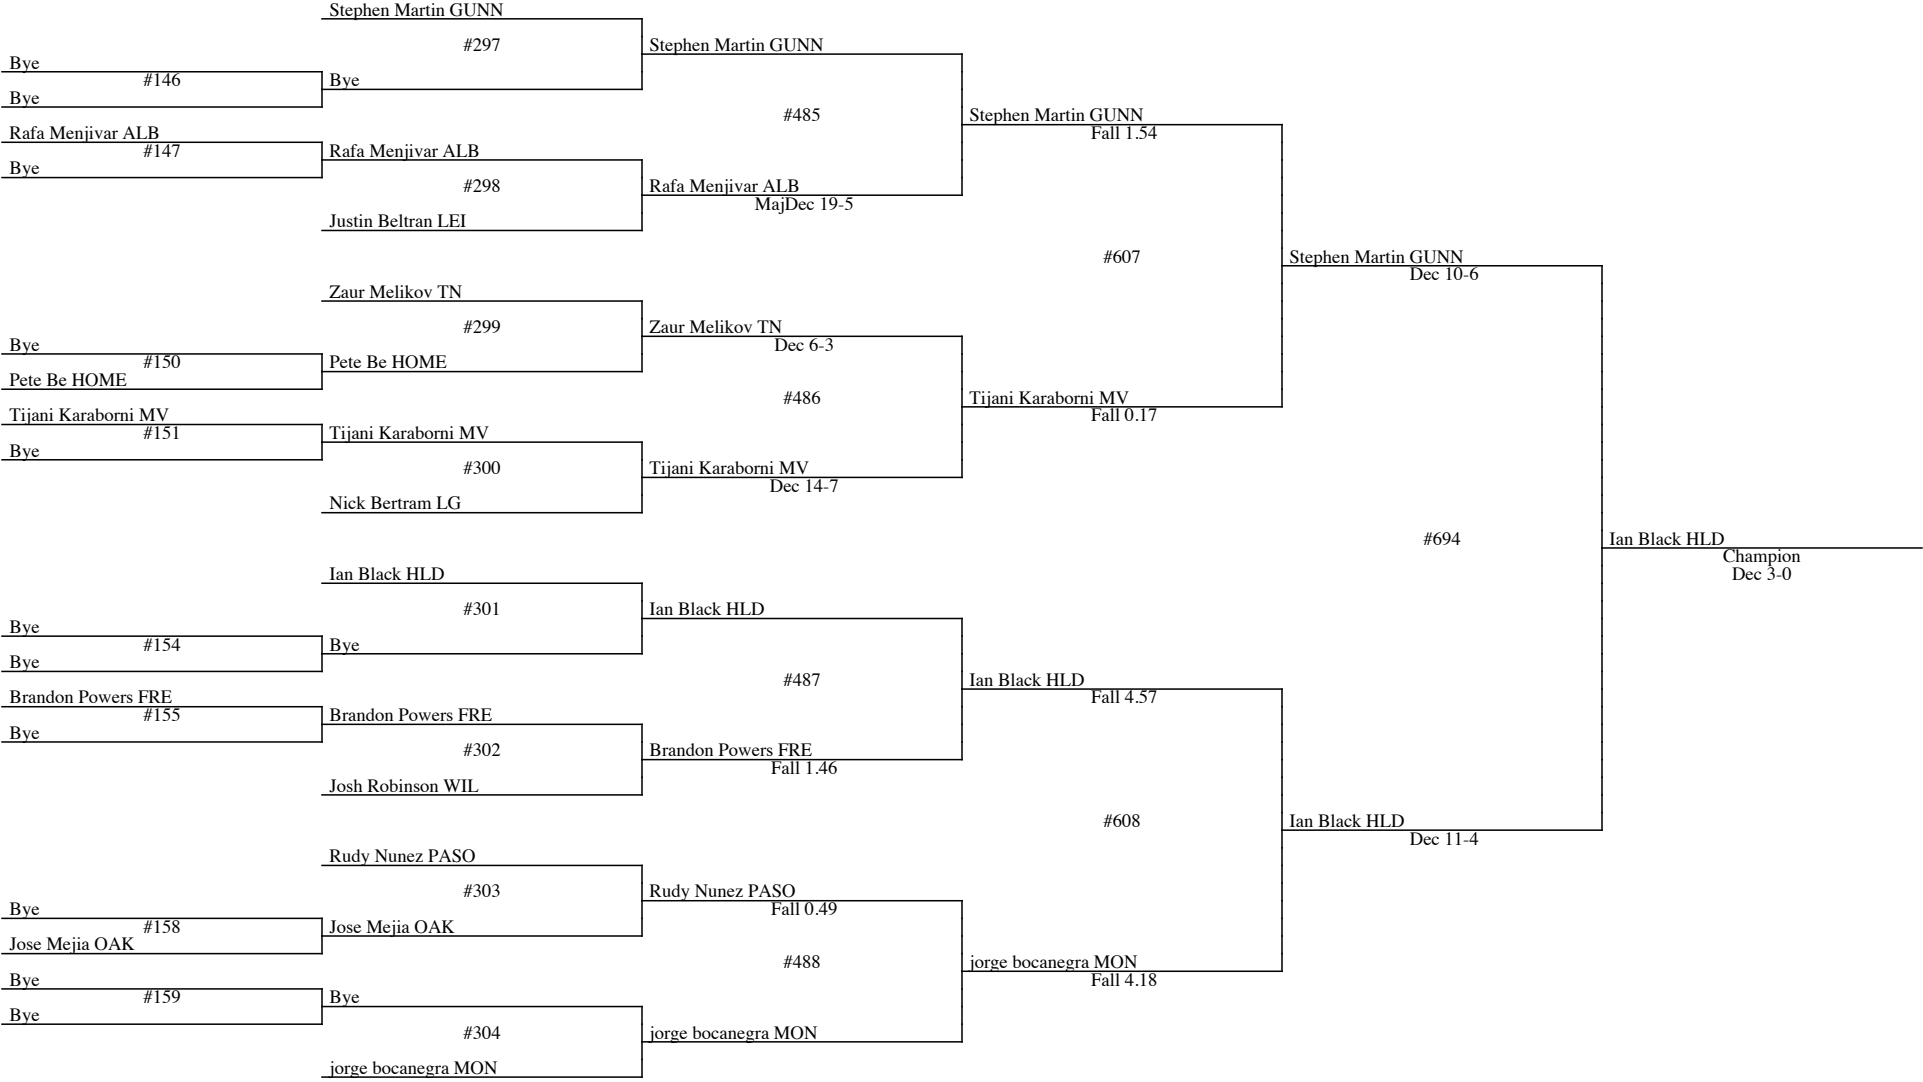 Stephen Martin GUNN
#297
Stephen Martin GUNN
Bye
#146
Bye
Bye
#485
Stephen Martin GUNN
Fall 1.54
Rafa Menjivar ALB
#147
Rafa Menjivar ALB
Bye
#298
Rafa Menjivar ALB
MajDec 19-5
Justin Beltran LEI
#607
Stephen Martin GUNN
Dec 10-6
Zaur Melikov TN
#299
Zaur Melikov TN
Dec 6-3
Bye
#150
Pete Be HOME
Pete Be HOME
#486
Tijani Karaborni MV
Fall 0.17
Tijani Karaborni MV
#151
Tijani Karaborni MV
Bye
#300
Tijani Karaborni MV
Dec 14-7
Nick Bertram LG
#694
Ian Black HLD
Champion
Dec 3-0
Ian Black HLD
#301
Ian Black HLD
Bye
#154
Bye
Bye
#487
Ian Black HLD
Fall 4.57
Brandon Powers FRE
#155
Brandon Powers FRE
Bye
#302
Brandon Powers FRE
Fall 1.46
Josh Robinson WIL
#608
Ian Black HLD
Dec 11-4
Rudy Nunez PASO
#303
Rudy Nunez PASO
Fall 0.49
Bye
#158
Jose Mejia OAK
Jose Mejia OAK
#488
jorge bocanegra MON
Fall 4.18
Bye
#159
Bye
Bye
#304
jorge bocanegra MON
jorge bocanegra MON